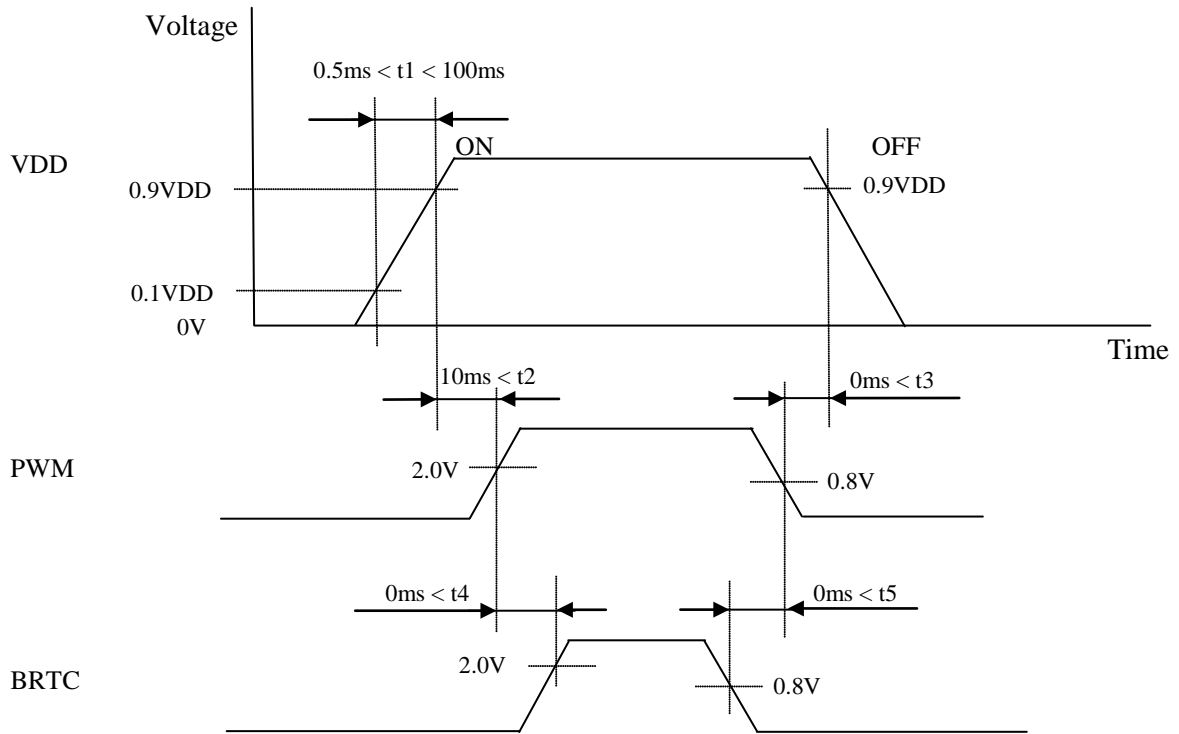 Voltage
0.5ms < t1 < 100ms
VDD
ON
OFF
0.9VDD
0.9VDD
0.1VDD
0V
Time
10ms < t2
0ms < t3
PWM
2.0V
0.8V
0ms < t4
0ms < t5
BRTC
2.0V
0.8V